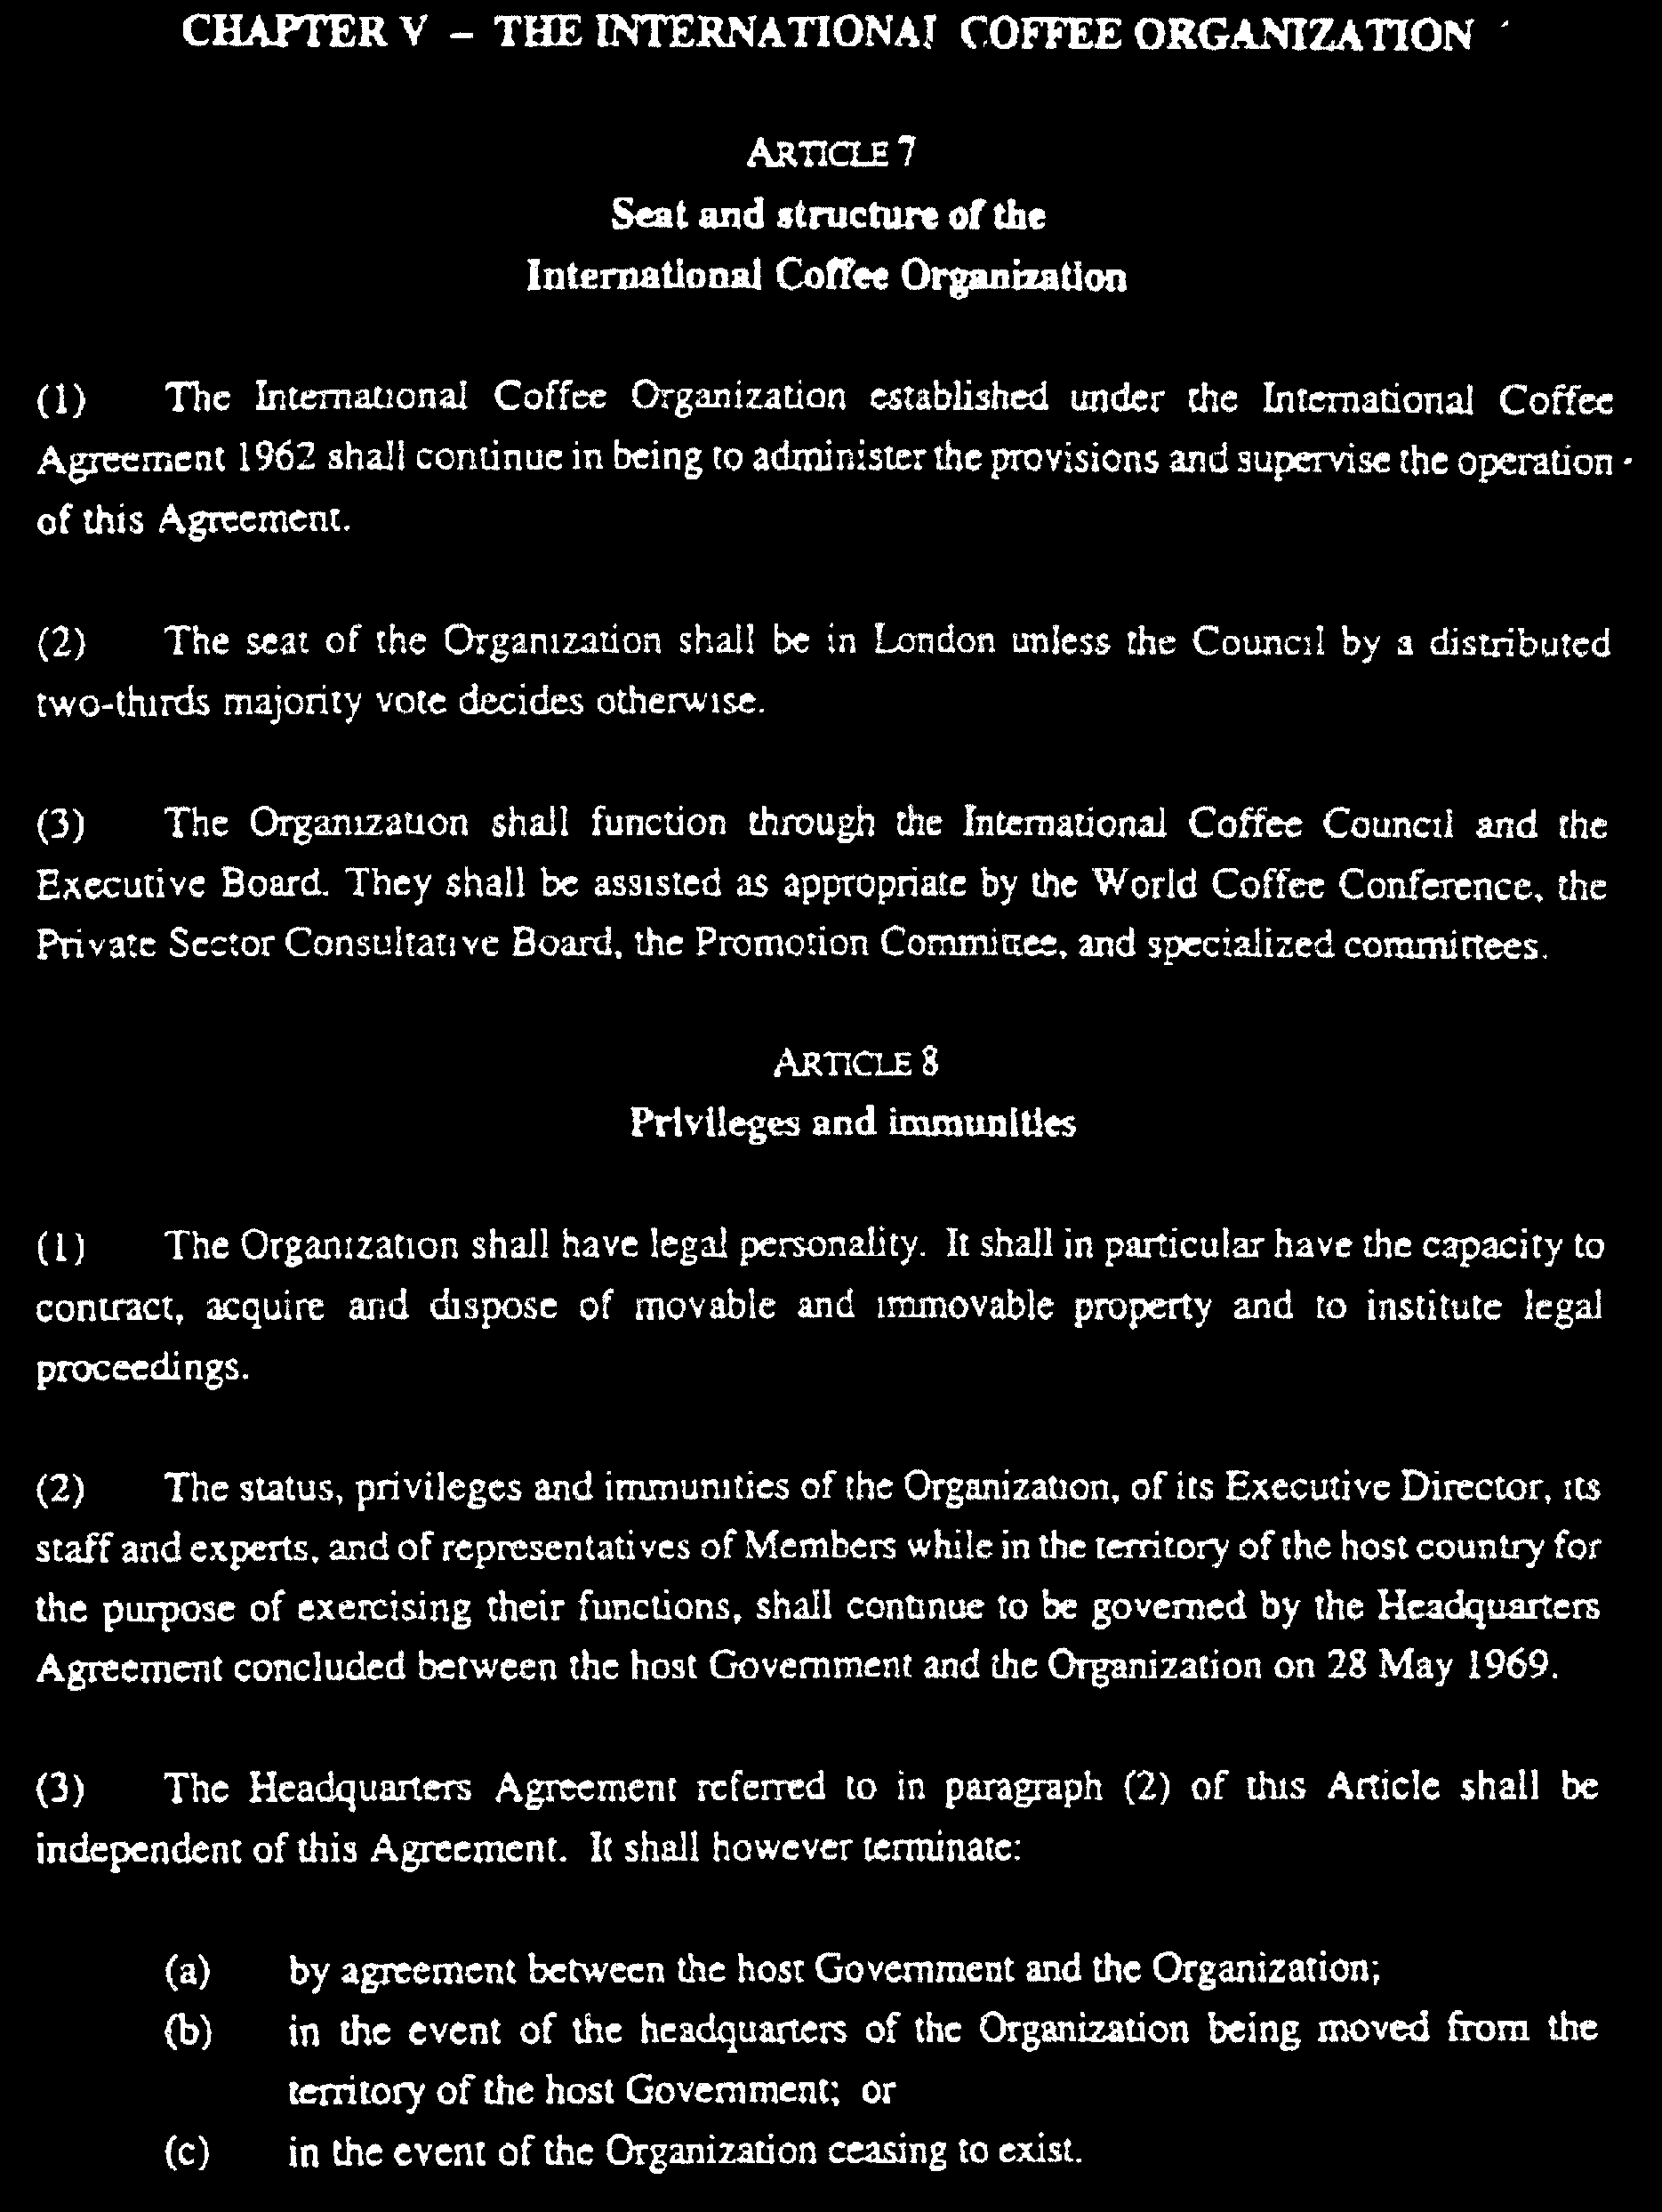 CHAPTER V – THE INTERNATIONAL COFFEE ORGANIZATION
ARTICLE 7
Seat and structure of the
International Coffee Organization
(1) The International Coffee Organization established under the International Coffee
Agreement 1962 shall continue in being to administer the provisions and supervise the operation
of this Agreement.
(2) The seat of the Organization shall be in London unless the Council by a distributed
two-thirds majority vote decides otherwise.
(3) The Organization shall function through the International Coffee Council and the
Executive Board. They shall be assisted as appropriate by the World Coffee Conference, the
Private Sector Consultative Board, the Promotion Committee, and specialized committees.
ARTICLE 8
Privileges and immunities
(1) The Organization shall have legal personality. It shall in particular have the capacity to
contract, acquire and dispose of movable and immovable property and to institute legal
proceedings.
(2) The status, privileges and immunities of the Organization, of its Executive Director, its
staff and experts, and of representatives of Members while in the territory of the host country for
the purpose of exercising their functions, shall continue to be governed by the Headquarters
Agreement concluded between the host Government and the Organization on 28 May 1969.
(3) The Headquarters Agreement referred to in paragraph (2) of this Article shall be
independent of this Agreement. It shall however terminate:
(a) by agreement between the host Government and the Organization;
(b) in the event of the headquarters of the Organization being moved from the
territory of the host Government; or
(c) in the event of the Organization ceasing to exist.